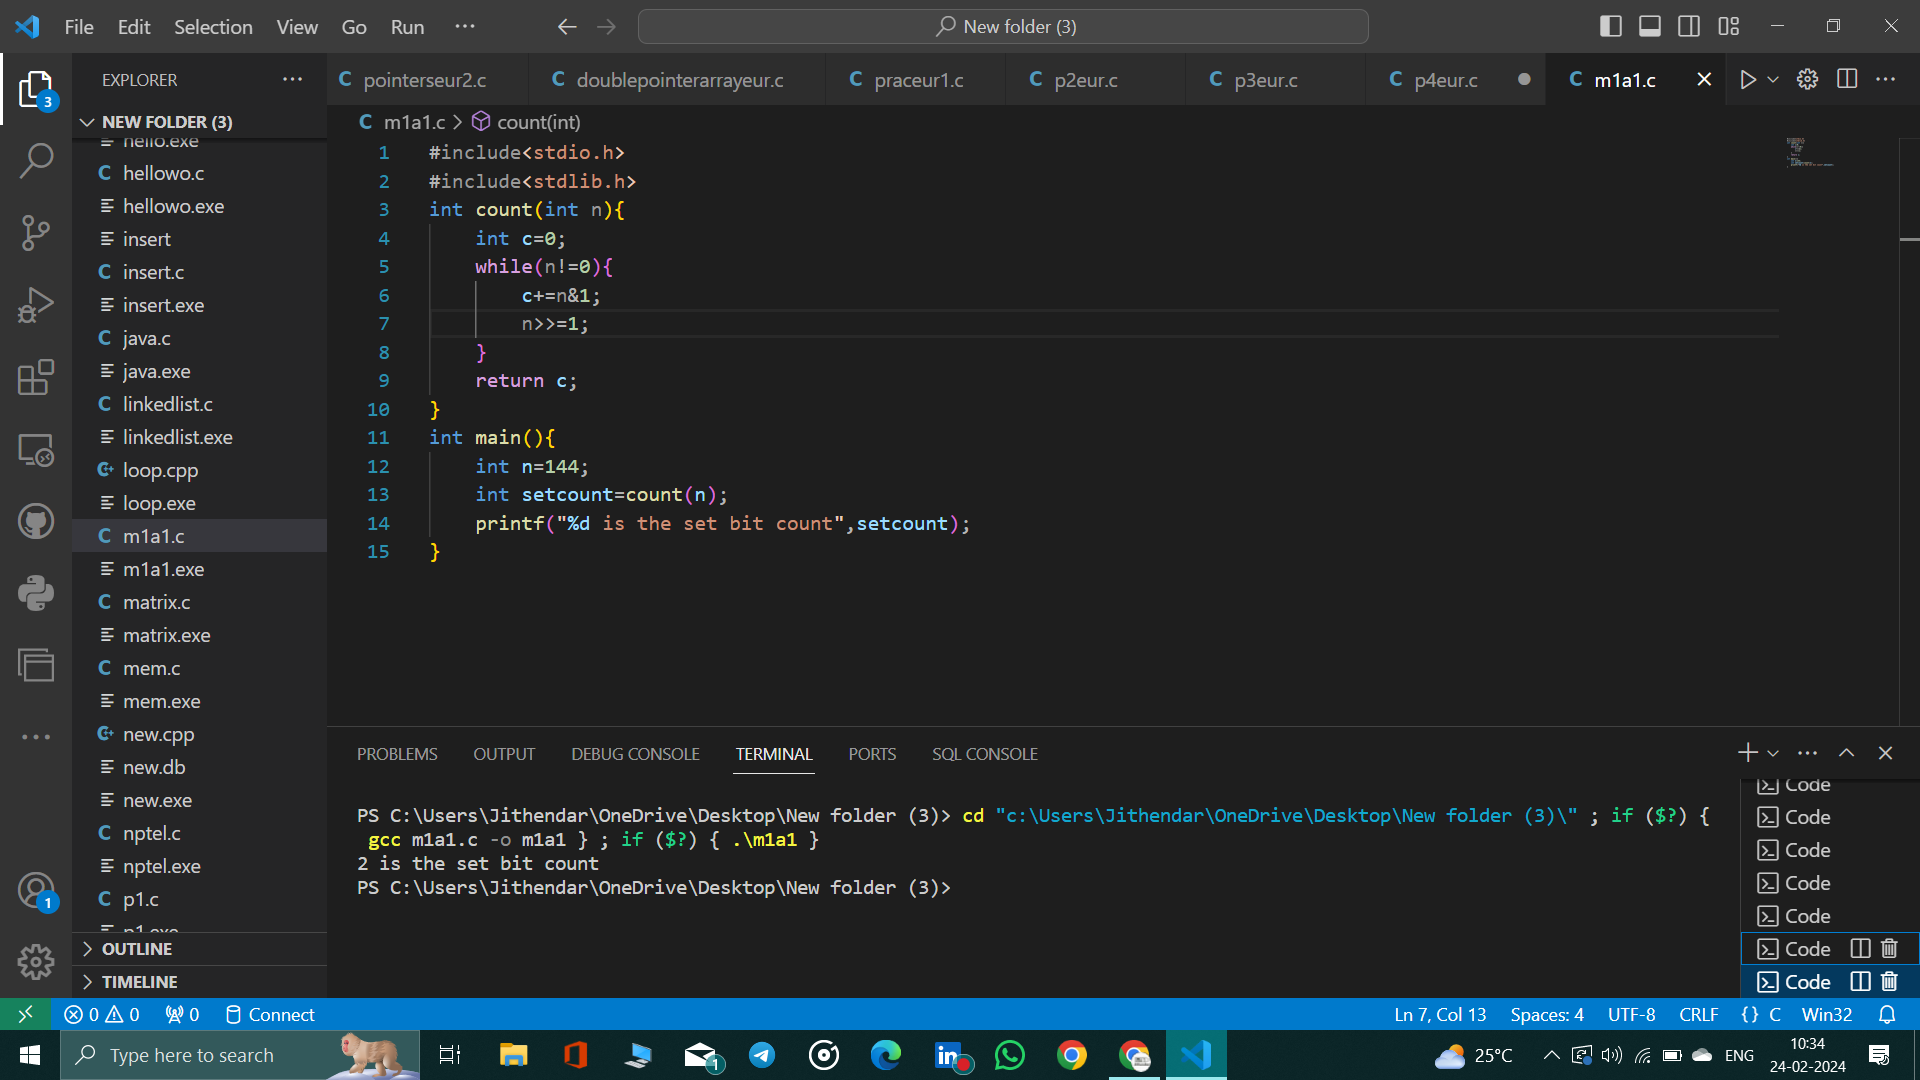 File Edit Selection View Go Run ···
New folder (3)
EXPLORER ···
NEW FOLDER (3)
hello.exe
hellowo.c
hellowo.exe
insert
insert.c
insert.exe
java.c
java.exe
linkedlist.c
linkedlist.exe
loop.cpp
loop.exe
m1a1.c
m1a1.exe
matrix.c
matrix.exe
mem.c
mem.exe
new.cpp
new.db
new.exe
nptel.c
nptel.exe
p1.c
p1.exe
OUTLINE
TIMELINE
3
1
C pointerseur2.c C doublepointerarrayeur.c C praceur1.c C p2eur.c C p3eur.c C p4eur.c C m1a1.c
C m1a1.c > count(int)
1 #include<stdio.h>
2 #include<stdlib.h>
3 int count(int n){
4 int c=0;
5 while(n!=0){
6 c+=n&1;
7 n>>=1;
8 }
9 return c;
10 }
11 int main(){
12 int n=144;
13 int setcount=count(n);
14 printf("%d is the set bit count",setcount);
15 }
PROBLEMS OUTPUT DEBUG CONSOLE TERMINAL PORTS SQL CONSOLE
PS C:\Users\Jithendar\OneDrive\Desktop\New folder (3)> cd "c:\Users\Jithendar\OneDrive\Desktop\New folder (3)\" ; if ($?) {
gcc m1a1.c -o m1a1 } ; if ($?) { .\m1a1 }
2 is the set bit count
PS C:\Users\Jithendar\OneDrive\Desktop\New folder (3)>
Code
Code
Code
Code
Code
Code
Code
0 0 0 Connect
Ln 7, Col 13 Spaces: 4 UTF-8 CRLF {} C Win32
Type here to search
1
25°C
ENG
10:34
24-02-2024